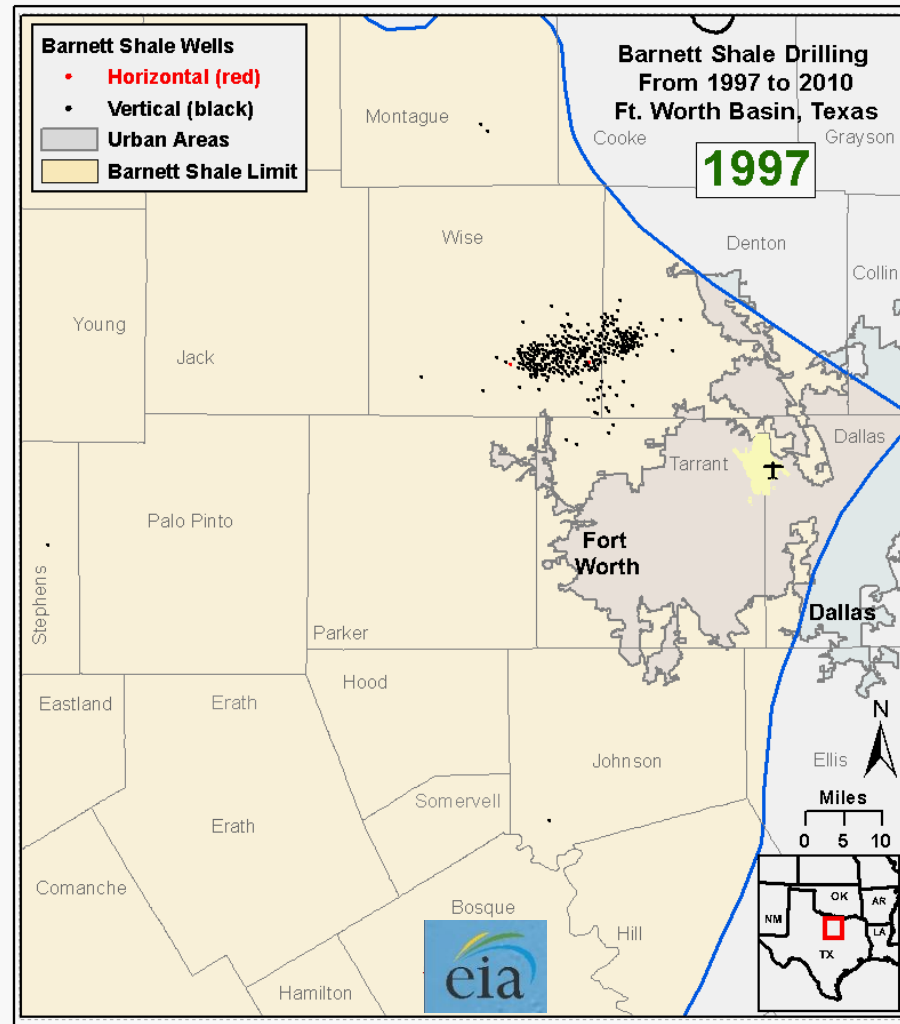 Barnett Shale Wells
Horizontal (red)
Vertical (black)
Urban Areas
Barnett Shale Limit
Barnett Shale Drilling
From 1997 to 2010
Ft. Worth Basin, Texas
1997
Montague
Cooke
Grayson
Wise
Denton
Collin
Young
Jack
Tarrant
Dallas
Palo Pinto
Fort
Worth
Stephens
Parker
Dallas
Hood
Eastland
Erath
N
Johnson
Ellis
Somervell
Miles
0 5 10
Erath
Comanche
Bosque
Hill
Hamilton
eia
OK
AR
NM
LA
TX